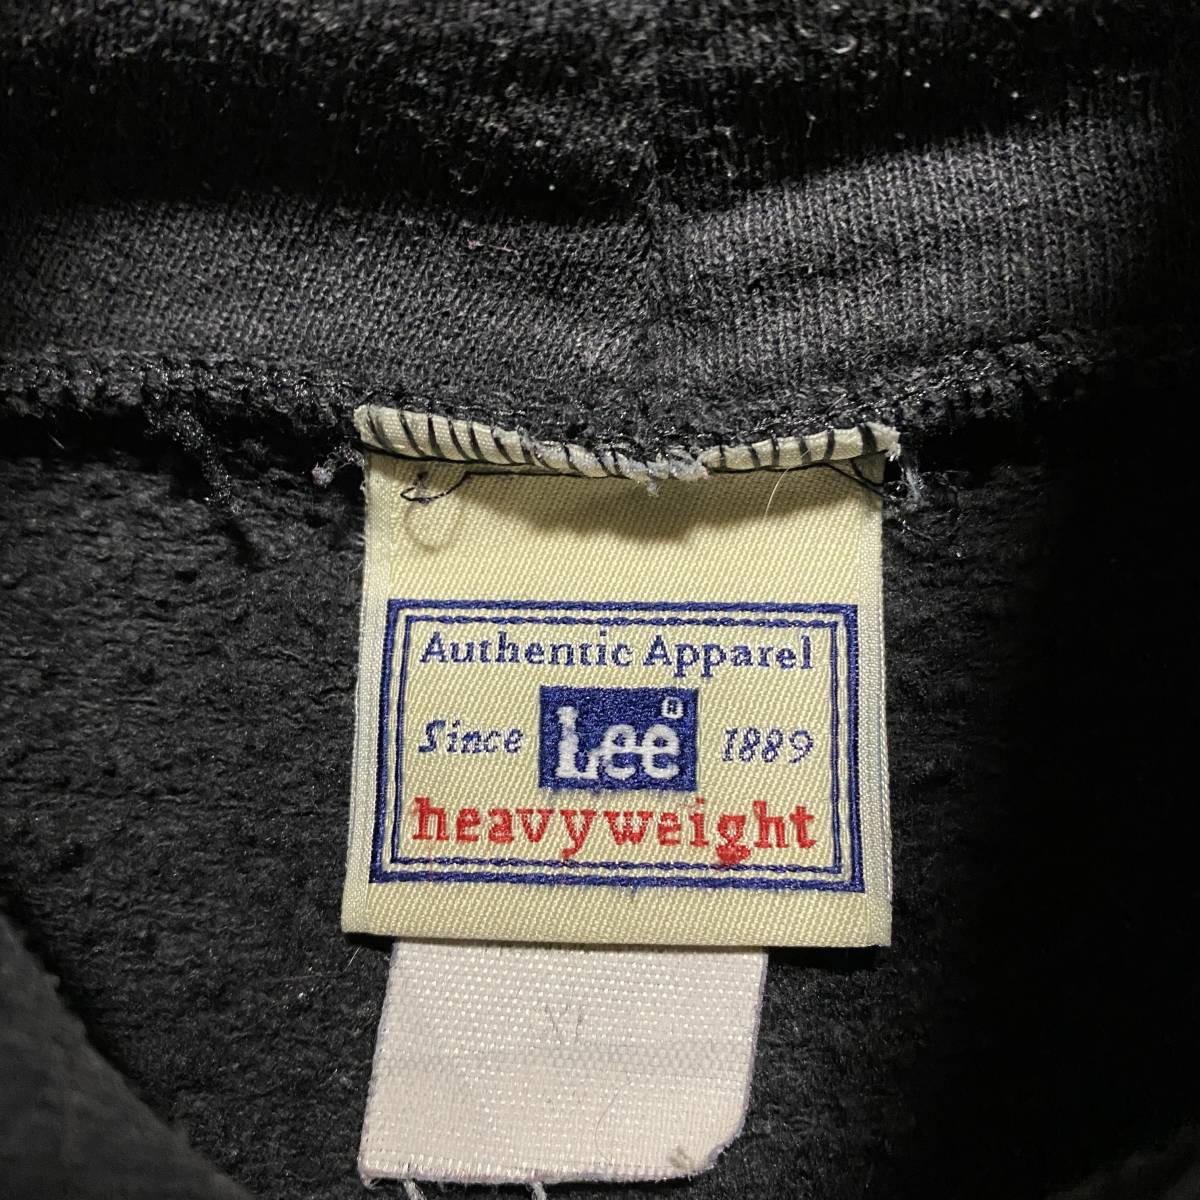 Authentic Apparel
Since Lee® 1889
heavyweight